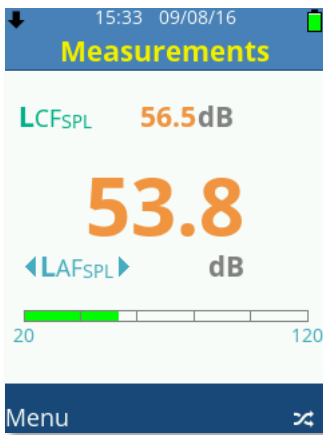 15:33 09/08/16
Measurements
LCFSPL 56.5dB
53.8
LAFSPL dB
20 120
Menu